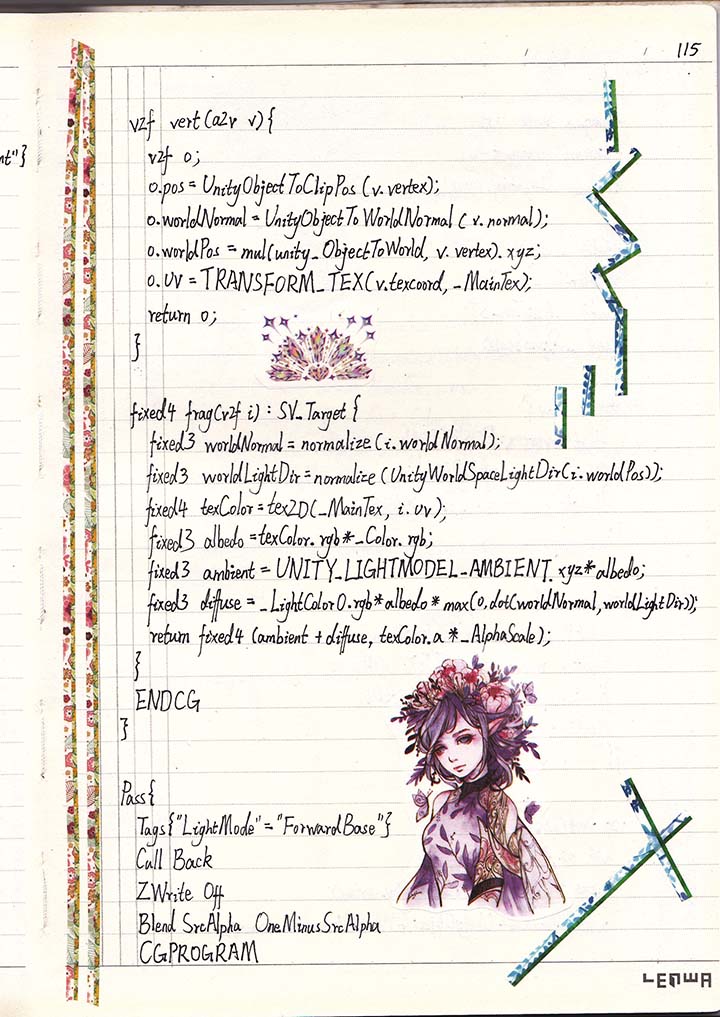 115
nt"}
v2f vert(a2v v){
v2f o;
o.pos = UnityObjectToClipPos(v.vertex);
o.worldNormal = UnityObjectToWorldNormal(v.normal);
o.worldPos = mul(unity_ObjectToWorld, v.vertex).xyz;
o.uv = TRANSFORM_TEX(v.texcoord, _MainTex);
return o;
}
fixed4 frag(v2f i) : SV_Target {
fixed3 worldNormal = normalize(i.worldNormal);
fixed3 worldLightDir = normalize(UnityWorldSpaceLightDir(i.worldPos));
fixed4 texColor = tex2D(_MainTex, i.uv);
fixed3 albedo = texColor.rgb * _Color.rgb;
fixed3 ambient = UNITY_LIGHTMODEL_AMBIENT.xyz * albedo;
fixed3 diffuse = _LightColor0.rgb * albedo * max(0, dot(worldNormal, worldLightDir));
return fixed4 (ambient + diffuse, texColor.a * _AlphaScale);
}
ENDCG
}
Pass{
Tags{"LightMode"="ForwardBase"}
Cull Back
ZWrite Off
Blend SrcAlpha OneMinusSrcAlpha
CGPROGRAM
LENWA